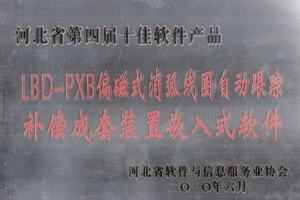 河北省第四届十佳软件产品
LBD-PXB偏磁式消弧线圈自动跟踪
补偿成套装置嵌入式软件
河北省软件与信息服务业协会
二〇一〇年六月